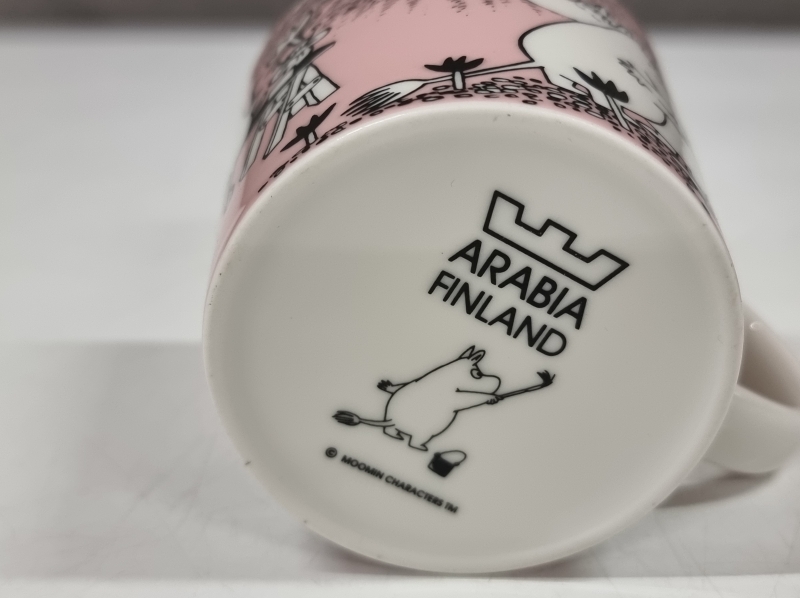 ARABIA
FINLAND
© MOOMIN CHARACTERS ™